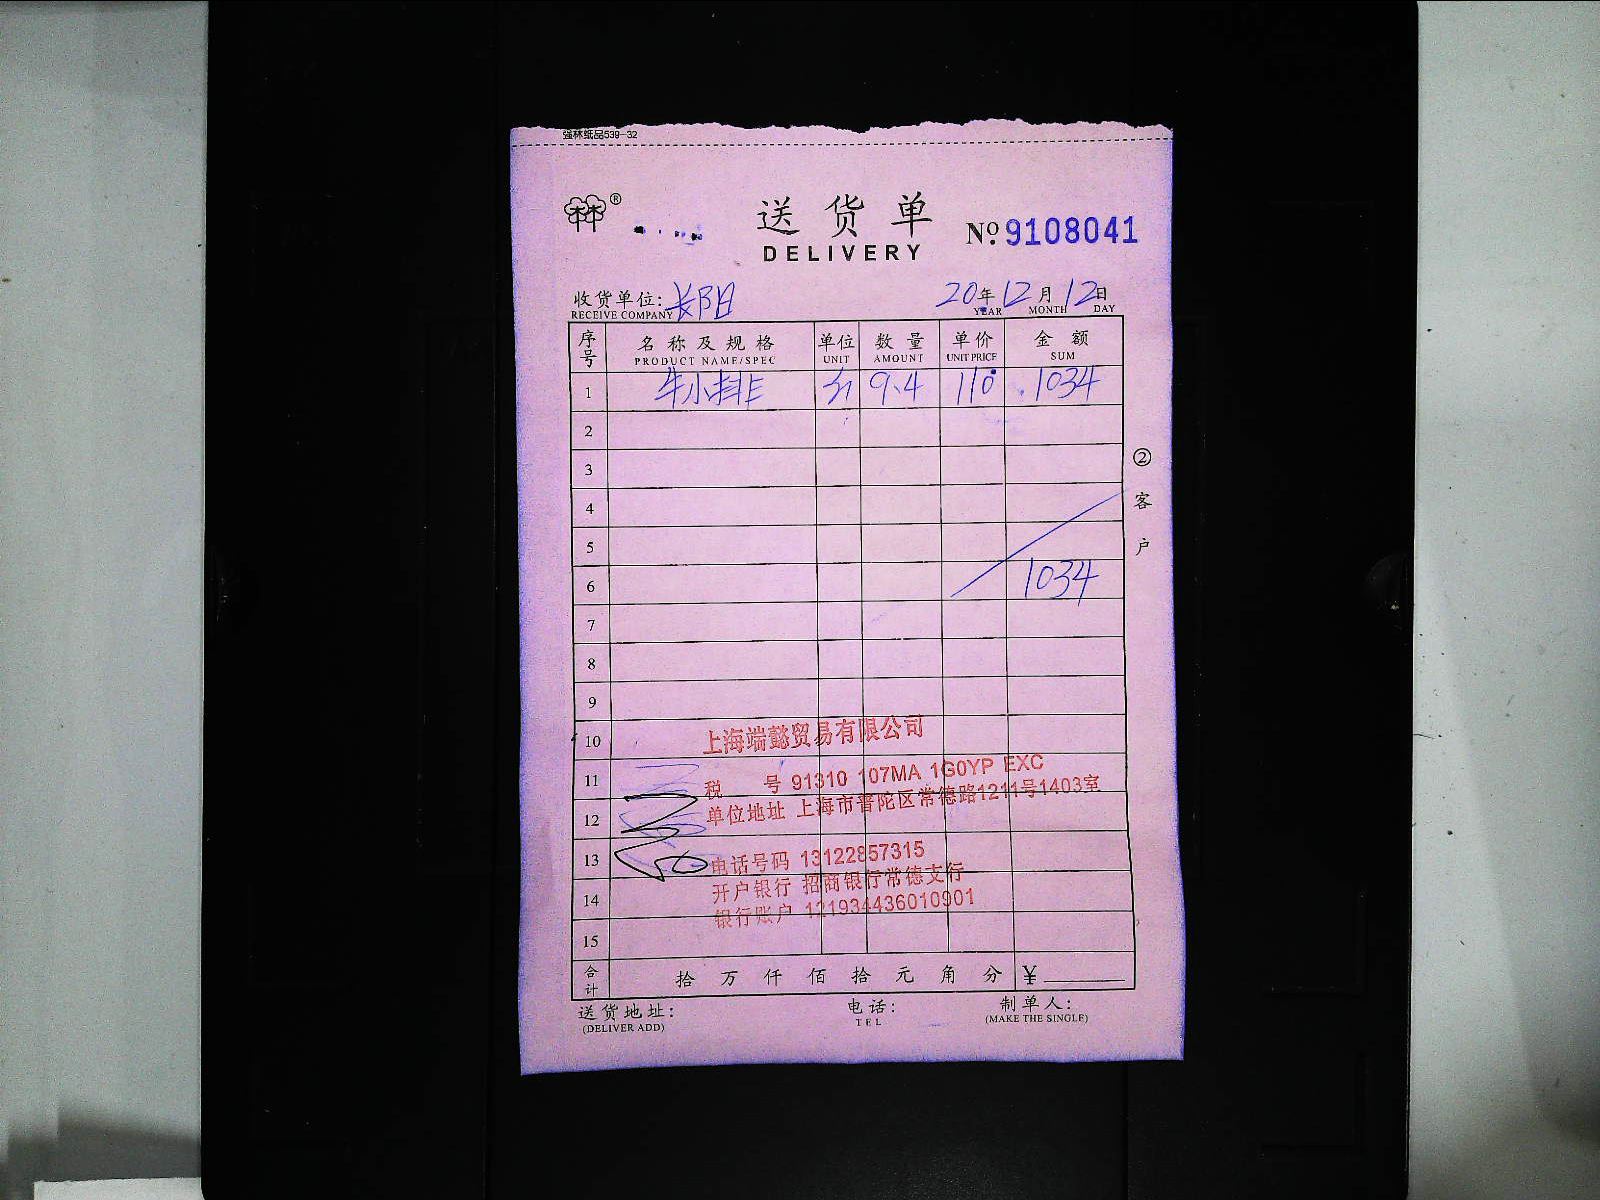 强林纸品539-32
林®
送货单
DELIVERY
№ 9108041
收货单位: 长阳 20年12月12日
RECEIVE COMPANY YEAR MONTH DAY
序号 名称及规格 单位 数量 单价 金额
PRODUCT NAME/SPEC UNIT AMOUNT UNIT PRICE SUM
1 牛小排 9.4 110 1034
2
3
4
5
6 1034
7
8
9
10
11
12
13
14
15
上海端懿贸易有限公司
税号 91310 107MA 1G0YP EXC
单位地址 上海市普陀区常德路1211号1403室
电话号码 13122857315
开户银行 招商银行常德支行
银行账户 121934436010901
合计 拾万仟佰拾元角分 ¥
送货地址: 电话: 制单人:
(DELIVER ADD) TEL (MAKE THE SINGLE)
②客户